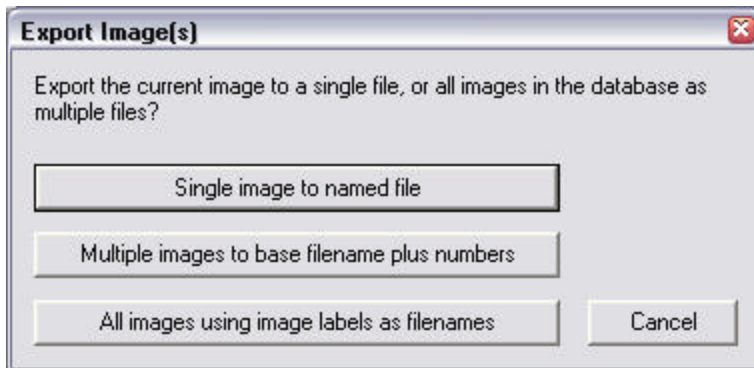 Export Image(s)
Export the current image to a single file, or all images in the database as
multiple files?
Single image to named file
Multiple images to base filename plus numbers
All images using image labels as filenames
Cancel